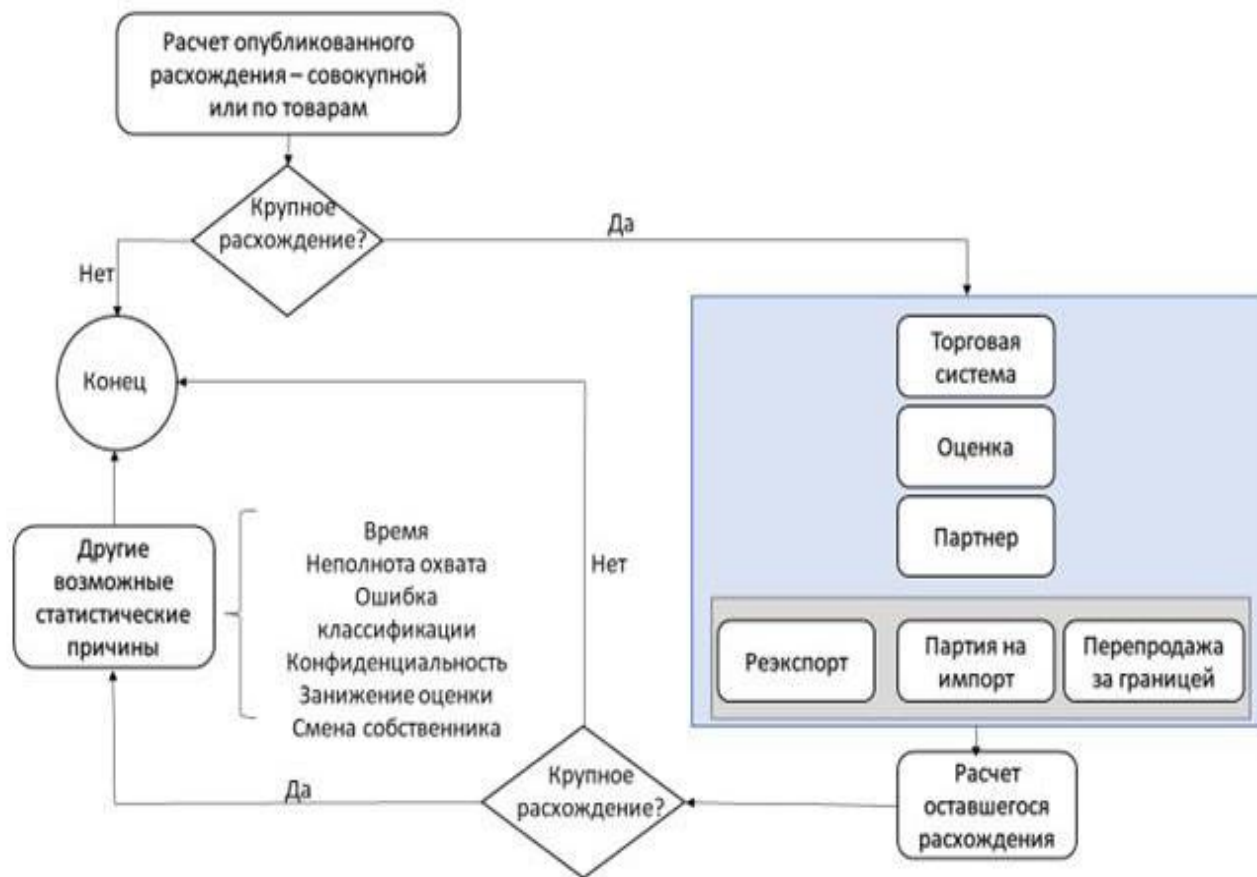 Расчет опубликованного
расхождения – совокупной
или по товарам
Крупное
расхождение?
Да
Нет
Конец
Торговая
система
Оценка
Партнер
Реэкспорт
Партия на
импорт
Перепродажа
за границей
Расчет
оставшегося
расхождения
Крупное
расхождение?
Нет
Да
Время
Неполнота охвата
Ошибка
классификации
Конфиденциальность
Занижение оценки
Смена собственника
Другие
возможные
статистические
причины